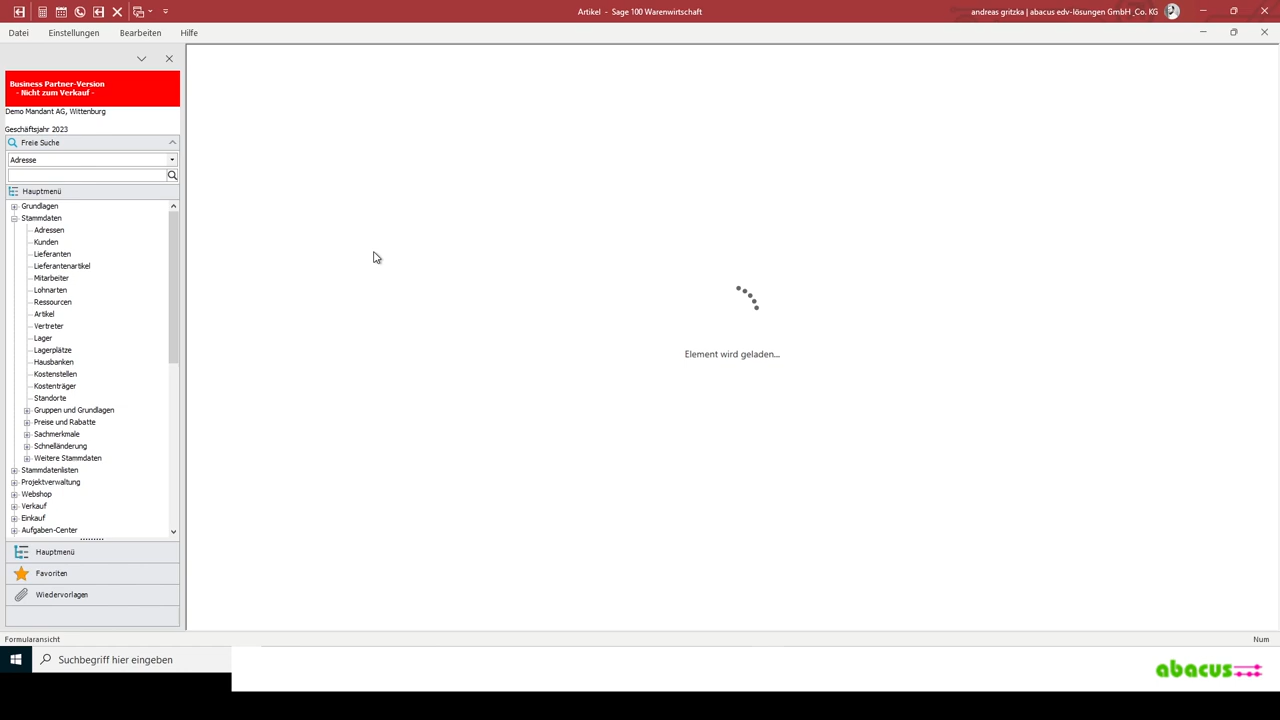 Artikel - Sage 100 Warenwirtschaft
andreas gritzka | abacus edv-lösungen GmbH _Co. KG
Datei Einstellungen Bearbeiten Hilfe
Business Partner-Version
- Nicht zum Verkauf -
Demo Mandant AG, Wittenburg
Geschäftsjahr 2023
Freie Suche
Adresse
Hauptmenü
Grundlagen
Stammdaten
Adressen
Kunden
Lieferanten
Lieferantenartikel
Mitarbeiter
Lohnarten
Ressourcen
Artikel
Vertreter
Lager
Lagerplätze
Hausbanken
Kostenstellen
Kostenträger
Standorte
Gruppen und Grundlagen
Preise und Rabatte
Sachmerkmale
Schnelländerung
Weitere Stammdaten
Stammdatenlisten
Projektverwaltung
Webshop
Verkauf
Einkauf
Aufgaben-Center
Hauptmenü
Favoriten
Wiedervorlagen
Element wird geladen...
Formularansicht
Num
Suchbegriff hier eingeben
abacus